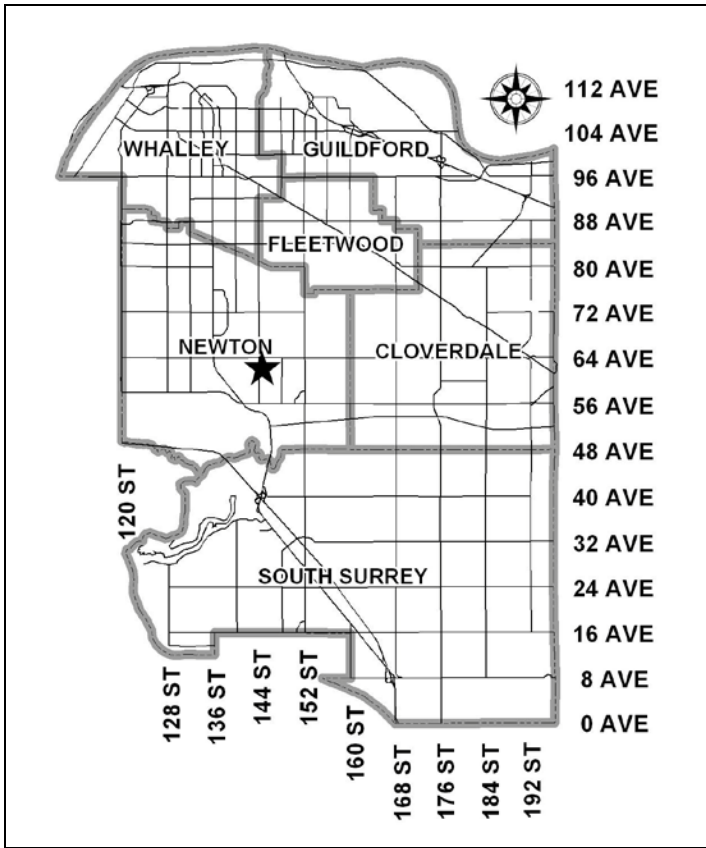 112 AVE
104 AVE
WHALLEY
GUILDFORD
96 AVE
88 AVE
FLEETWOOD
80 AVE
72 AVE
NEWTON
CLOVERDALE
64 AVE
56 AVE
48 AVE
120 ST
40 AVE
32 AVE
SOUTH SURREY
24 AVE
16 AVE
128 ST
136 ST
144 ST
152 ST
8 AVE
160 ST
0 AVE
168 ST
176 ST
184 ST
192 ST